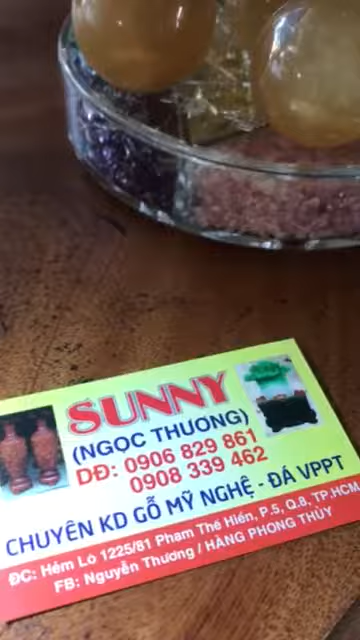 SUNNY
(NGỌC THƯƠNG)
DĐ: 0906 829 861
0908 339 462
CHUYÊN KD GỖ MỸ NGHỆ - ĐÁ VPPT
ĐC: Hẻm Lò 1225/81 Phạm Thế Hiển, P.5, Q.8, TP.HCM
FB: Nguyễn Thương / HÀNG PHONG THỦY